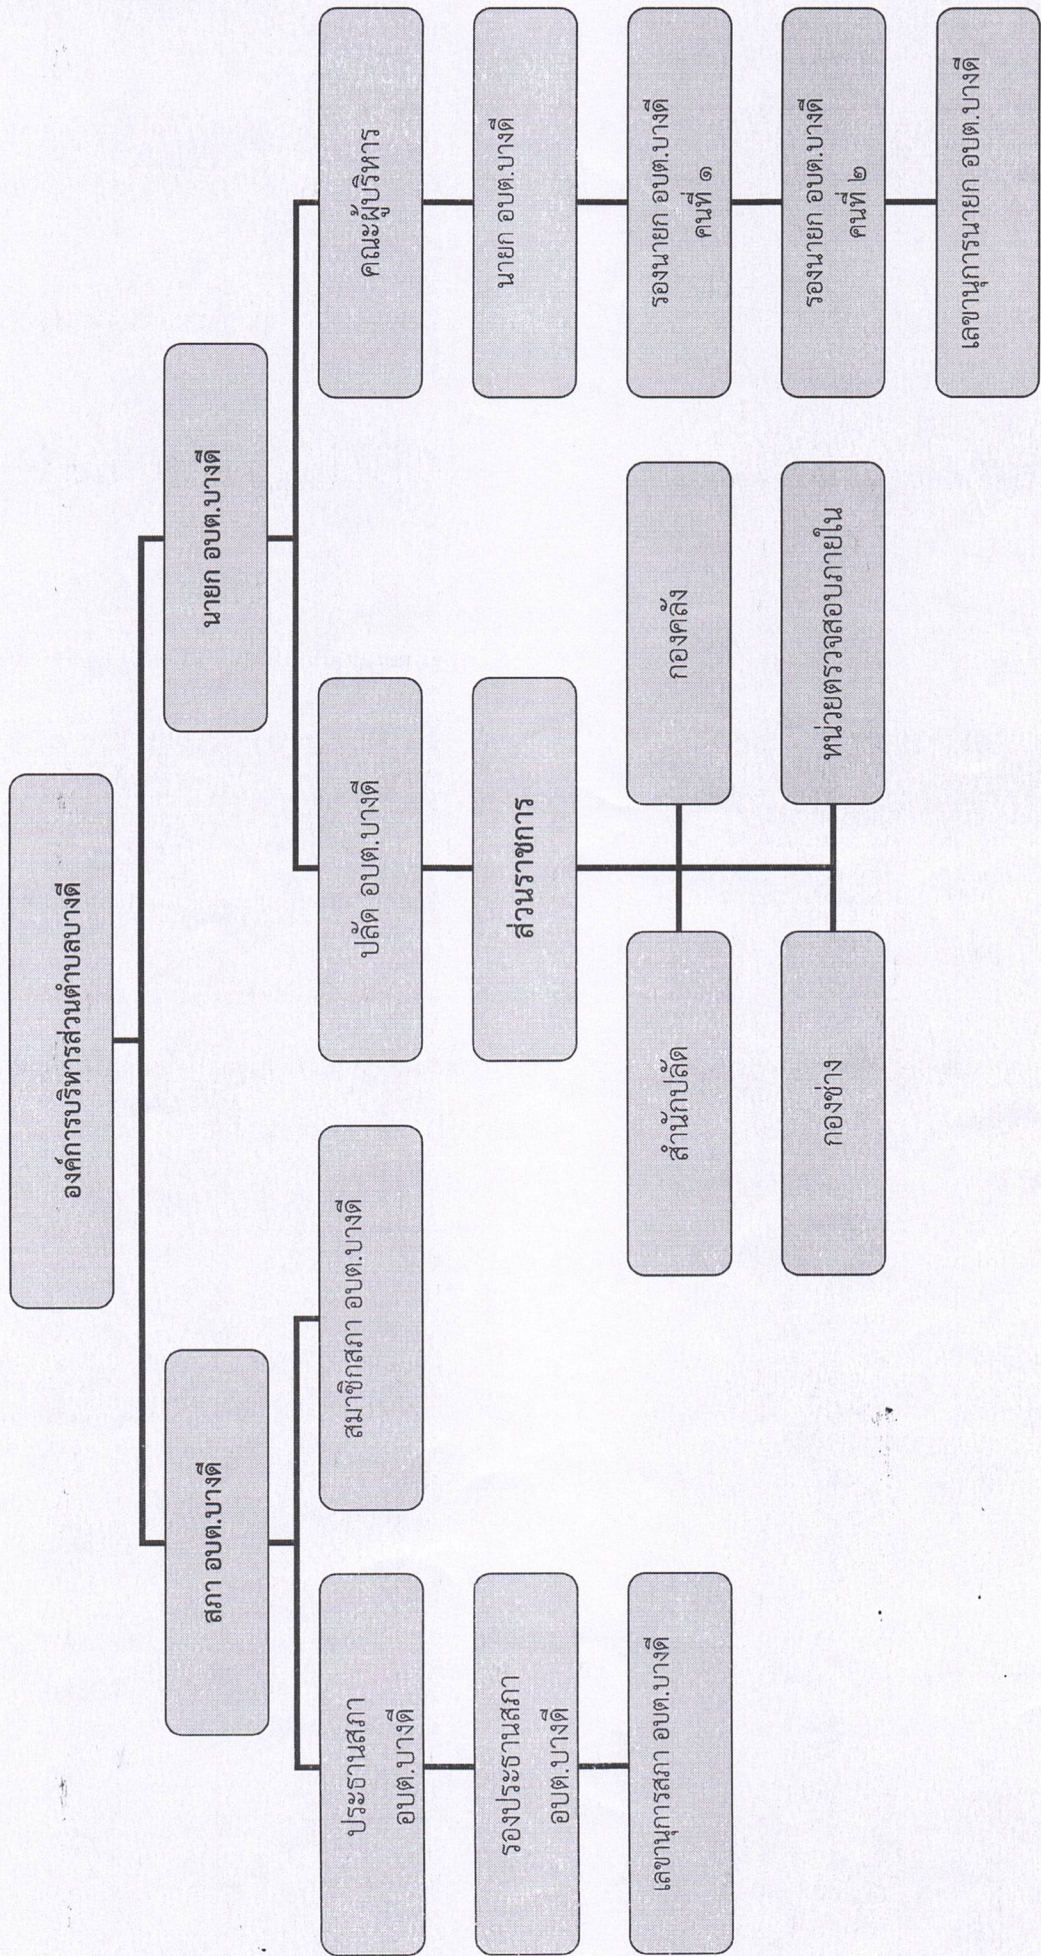 องค์การบริหารส่วนตำบลบางดี
สภา อบต.บางดี
นายก อบต.บางดี
ประธานสภา
อบต.บางดี
สมาชิกสภา อบต.บางดี
ปลัด อบต.บางดี
คณะผู้บริหาร
รองประธานสภา
อบต.บางดี
ส่วนราชการ
นายก อบต.บางดี
เลขานุการสภา อบต.บางดี
สำนักปลัด
กองคลัง
รองนายก อบต.บางดี
คนที่ ๑
กองช่าง
หน่วยตรวจสอบภายใน
รองนายก อบต.บางดี
คนที่ ๒
เลขานุการนายก อบต.บางดี